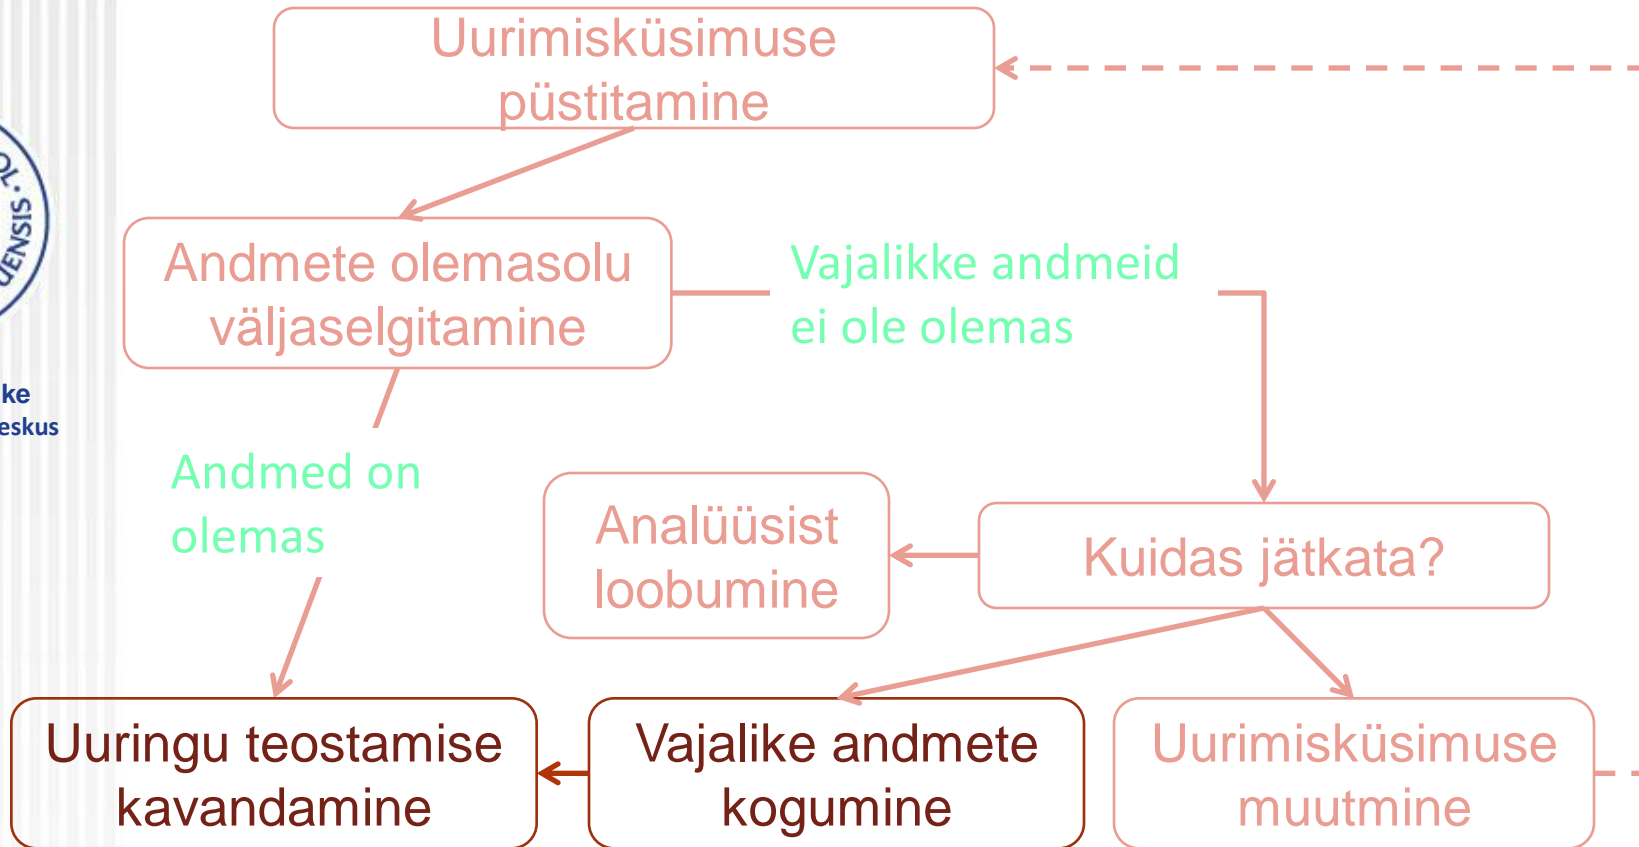 Uurimisküsimuse
püstitamine
Andmete olemasolu
väljaselgitamine
Vajalikke andmeid
ei ole olemas
ke
eskus
Andmed on
olemas
Analüüsist
loobumine
Kuidas jätkata?
Uuringu teostamise
kavandamine
Vajalike andmete
kogumine
Uurimisküsimuse
muutmine